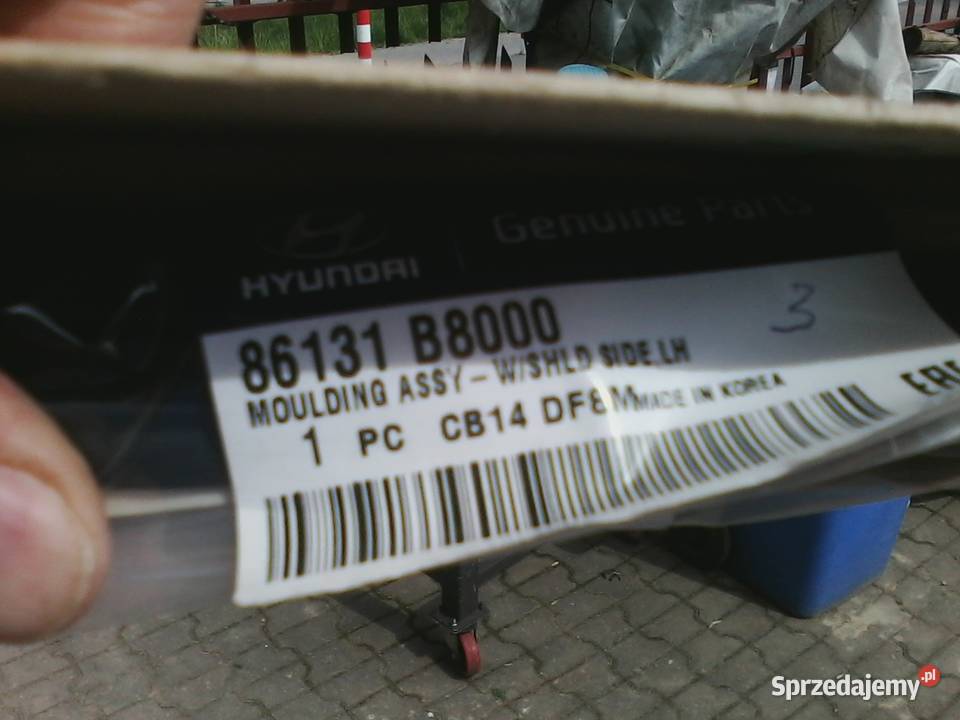 HYUNDAI
Genuine Parts
86131 B8000
3
MOULDING ASSY - W/SHLD SIDE,LH
1 PC CB14 DF8M MADE IN KOREA
EAC
Sprzedajemy.pl